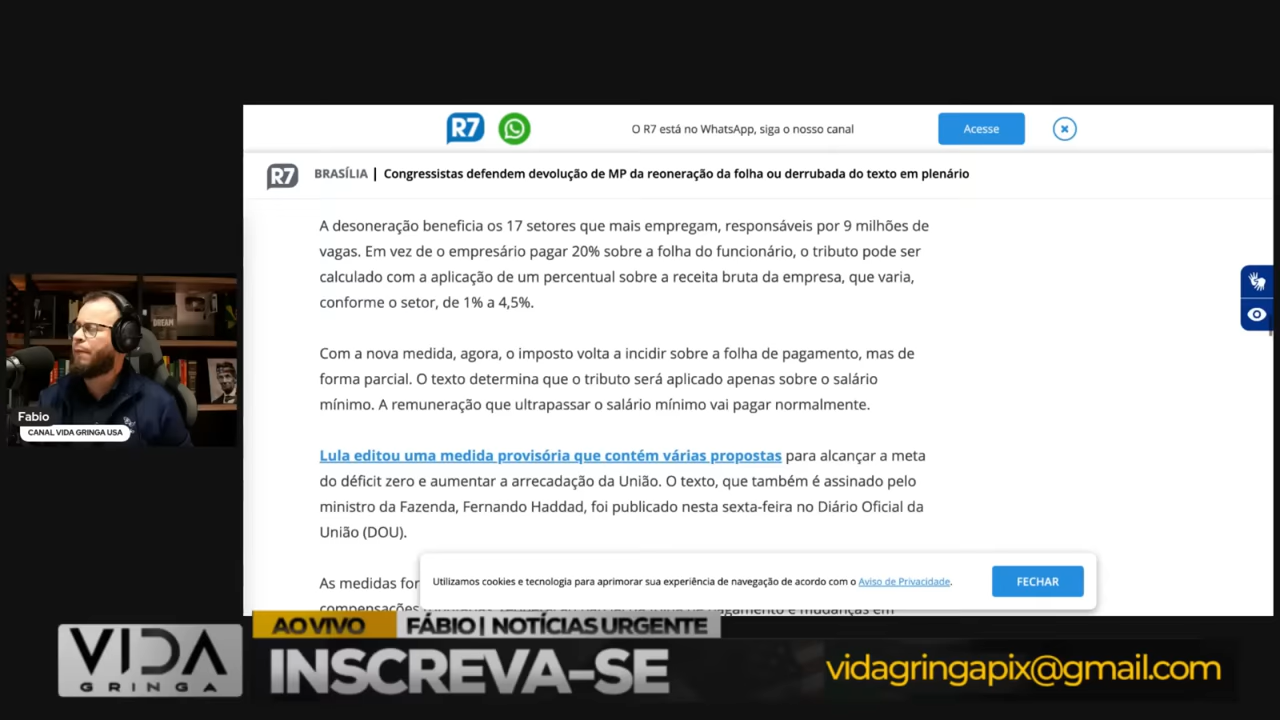 R7
O R7 está no WhatsApp, siga o nosso canal
Acesse
R7
BRASÍLIA | Congressistas defendem devolução de MP da reoneração da folha ou derrubada do texto em plenário
A desoneração beneficia os 17 setores que mais empregam, responsáveis por 9 milhões de
vagas. Em vez de o empresário pagar 20% sobre a folha do funcionário, o tributo pode ser
calculado com a aplicação de um percentual sobre a receita bruta da empresa, que varia,
conforme o setor, de 1% a 4,5%.
Com a nova medida, agora, o imposto volta a incidir sobre a folha de pagamento, mas de
forma parcial. O texto determina que o tributo será aplicado apenas sobre o salário
mínimo. A remuneração que ultrapassar o salário mínimo vai pagar normalmente.
Lula editou uma medida provisória que contém várias propostas para alcançar a meta
do déficit zero e aumentar a arrecadação da União. O texto, que também é assinado pelo
ministro da Fazenda, Fernando Haddad, foi publicado nesta sexta-feira no Diário Oficial da
União (DOU).
As medidas for
Utilizamos cookies e tecnologia para aprimorar sua experiência de navegação de acordo com o Aviso de Privacidade.
FECHAR
compensações
DREAM
Fabio
CANAL VIDA GRINGA USA
AO VIVO
FÁBIO | NOTÍCIAS URGENTE
VIDA
GRINGA
INSCREVA-SE
vidagringapix@gmail.com